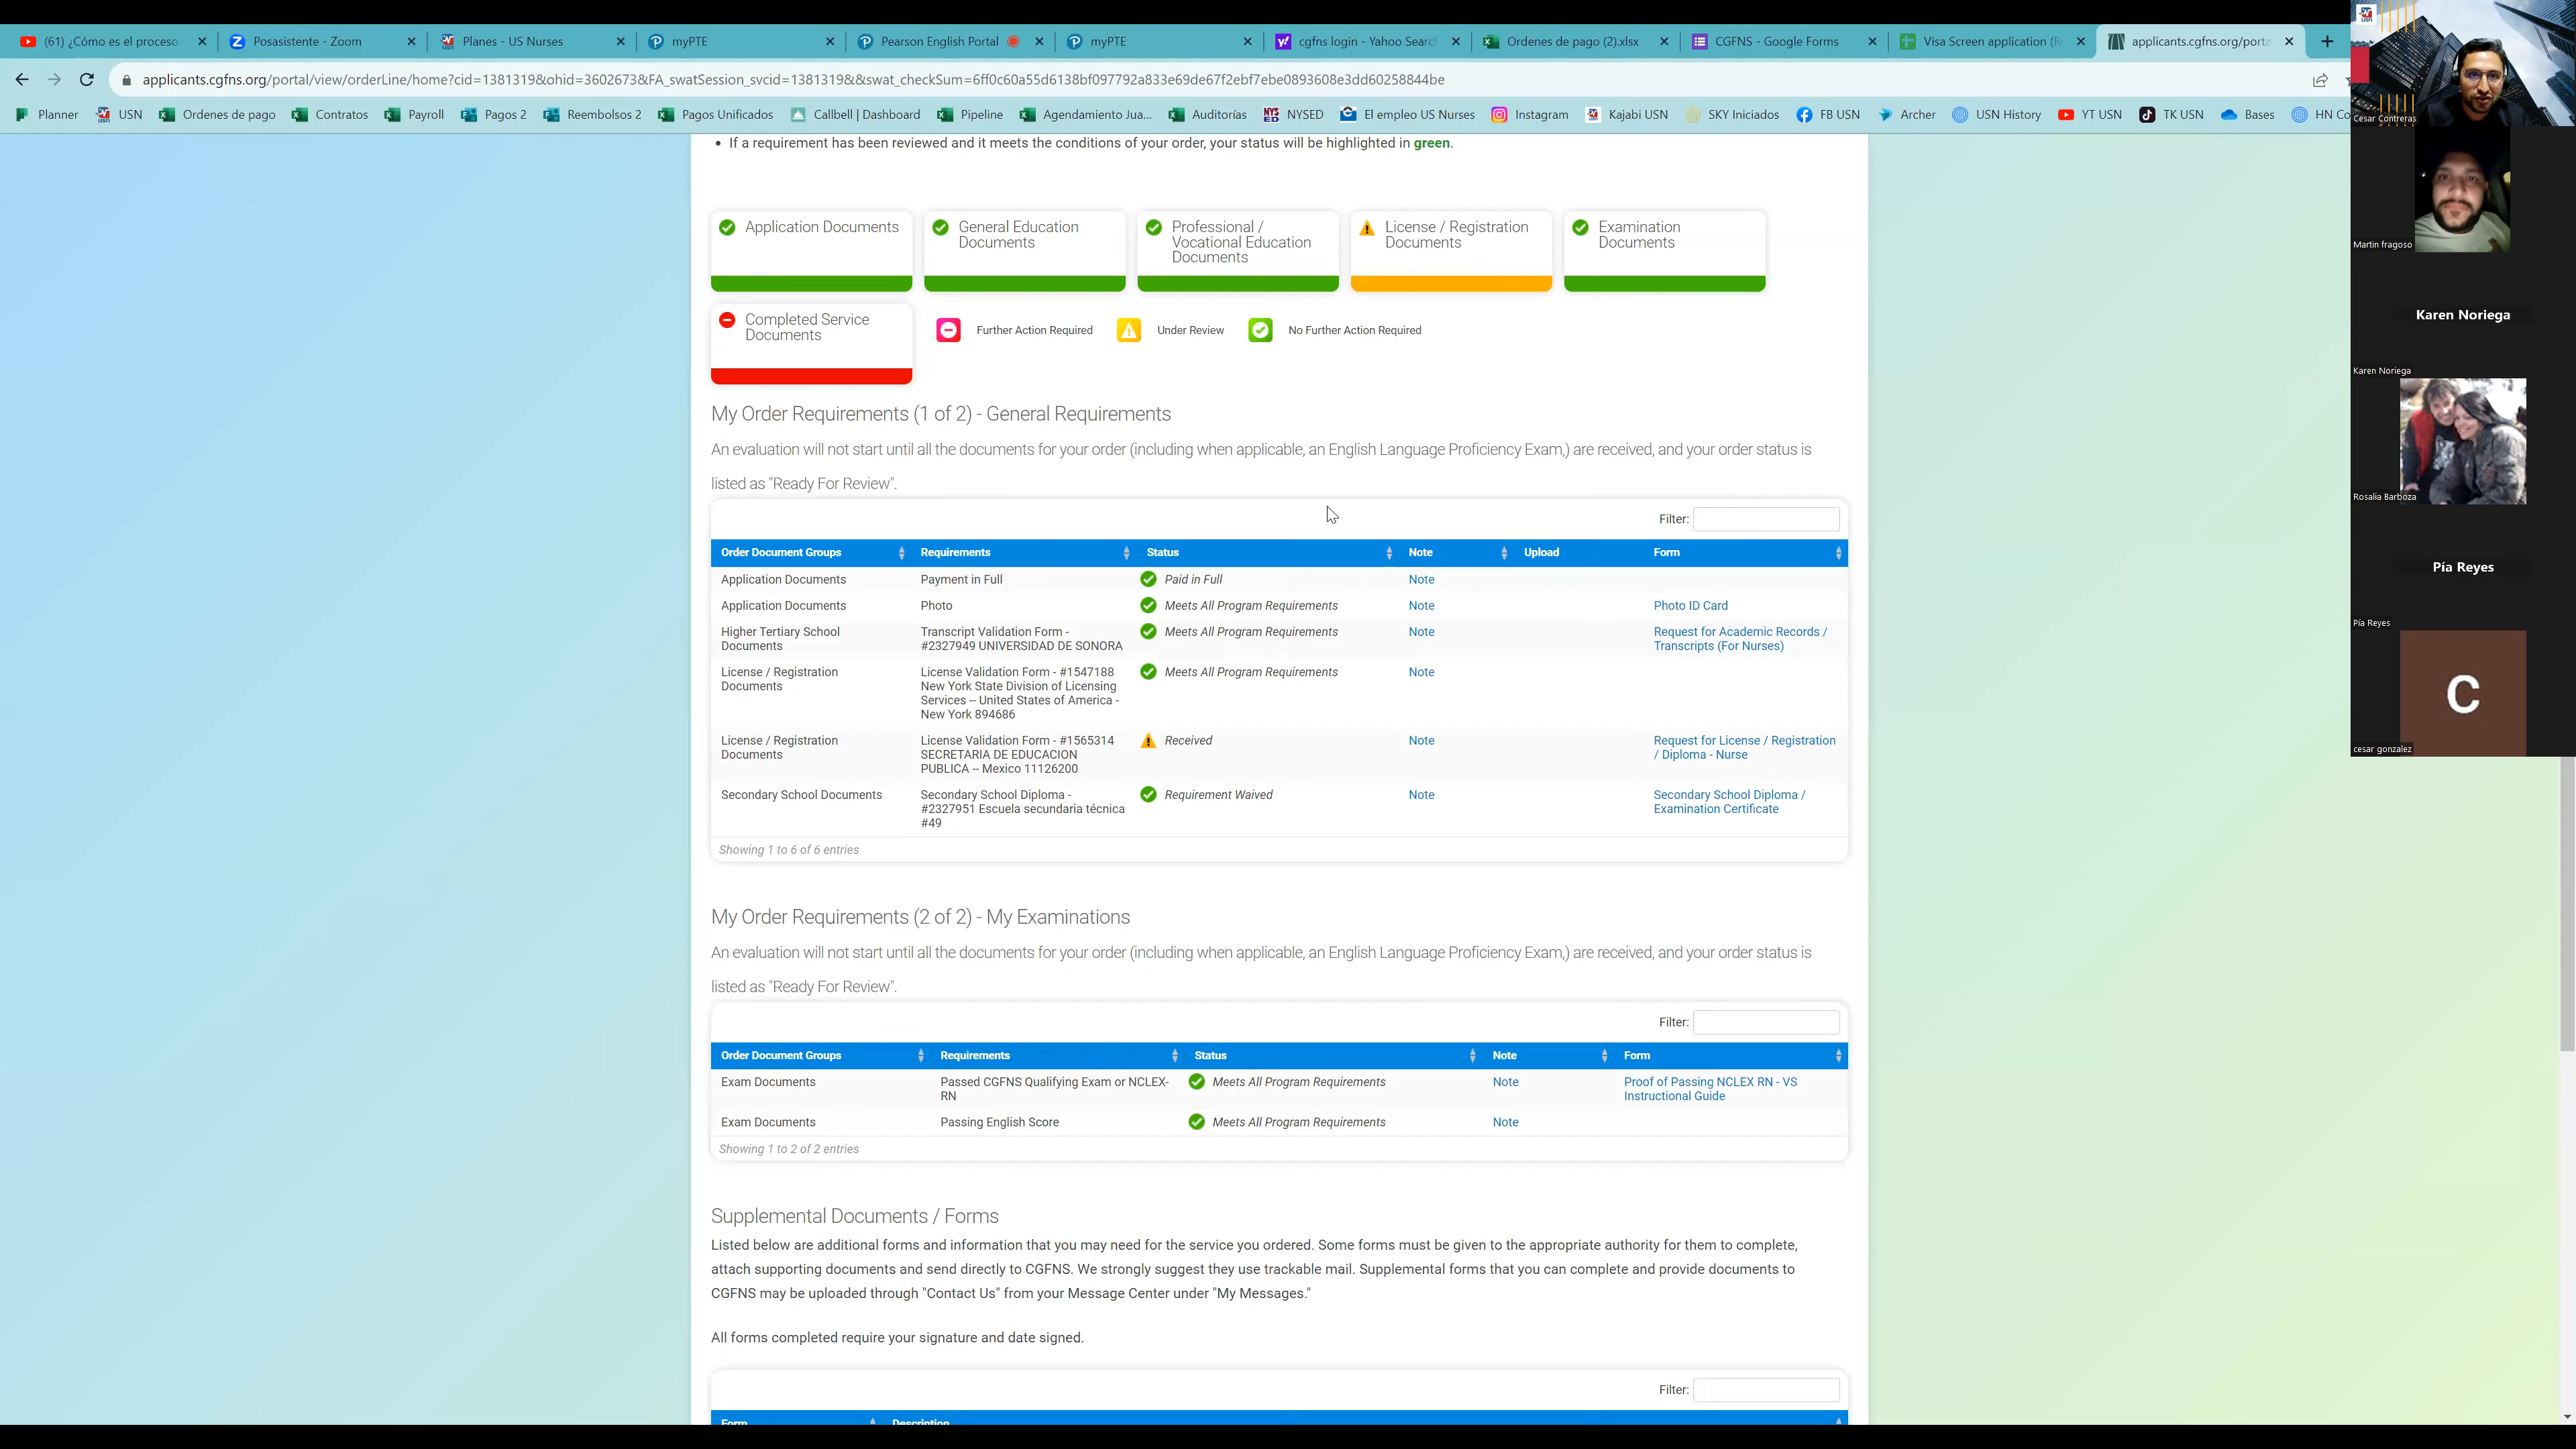 (61) ¿Cómo es el proceso
Posasistente - Zoom
Planes - US Nurses
myPTE
Pearson English Portal
myPTE
cgfns login - Yahoo Search
Ordenes de pago (2).xlsx
CGFNS - Google Forms
Visa Screen application (R
applicants.cgfns.org/porta
applicants.cgfns.org/portal/view/orderLine/home?cid=1381319&ohid=3602673&FA_swatSession_svcid=1381319&&swat_checkSum=6ff0c60a55d6138bf097792a833e69de67f2ebf7ebe0893608e3dd60258844be
Planner
USN
Ordenes de pago
Contratos
Payroll
Pagos 2
Reembolsos 2
Pagos Unificados
Callbell | Dashboard
Pipeline
Agendamiento Jua...
Auditorías
NYSED
El empleo US Nurses
Instagram
Kajabi USN
SKY Iniciados
FB USN
Archer
USN History
YT USN
TK USN
Bases
HN Co
If a requirement has been reviewed and it meets the conditions of your order, your status will be highlighted in green.
Application Documents
General Education
Documents
Professional /
Vocational Education
Documents
License / Registration
Documents
Examination
Documents
Completed Service
Documents
Further Action Required
Under Review
No Further Action Required
My Order Requirements (1 of 2) - General Requirements
An evaluation will not start until all the documents for your order (including when applicable, an English Language Proficiency Exam,) are received, and your order status is
listed as "Ready For Review".
Filter:
Order Document Groups Requirements Status Note Upload Form
Application Documents Payment in Full Paid in Full Note
Application Documents Photo Meets All Program Requirements Note Photo ID Card
Higher Tertiary School Transcript Validation Form - Meets All Program Requirements Note Request for Academic Records /
Documents #2327949 UNIVERSIDAD DE SONORA Transcripts (For Nurses)
License / Registration License Validation Form - #1547188 Meets All Program Requirements Note
Documents New York State Division of Licensing
Services -- United States of America -
New York 894686
License / Registration License Validation Form - #1565314 Received Note Request for License / Registration
Documents SECRETARIA DE EDUCACION / Diploma - Nurse
PUBLICA -- Mexico 11126200
Secondary School Documents Secondary School Diploma - Requirement Waived Note Secondary School Diploma /
#2327951 Escuela secundaria técnica Examination Certificate
#49
Showing 1 to 6 of 6 entries
My Order Requirements (2 of 2) - My Examinations
An evaluation will not start until all the documents for your order (including when applicable, an English Language Proficiency Exam,) are received, and your order status is
listed as "Ready For Review".
Filter:
Order Document Groups Requirements Status Note Form
Exam Documents Passed CGFNS Qualifying Exam or NCLEX- Meets All Program Requirements Note Proof of Passing NCLEX RN - VS
RN Instructional Guide
Exam Documents Passing English Score Meets All Program Requirements Note
Showing 1 to 2 of 2 entries
Supplemental Documents / Forms
Listed below are additional forms and information that you may need for the service you ordered. Some forms must be given to the appropriate authority for them to complete,
attach supporting documents and send directly to CGFNS. We strongly suggest they use trackable mail. Supplemental forms that you can complete and provide documents to
CGFNS may be uploaded through "Contact Us" from your Message Center under "My Messages."
All forms completed require your signature and date signed.
Filter:
Form Description
Cesar Contreras
Martin fragoso
Karen Noriega
Karen Noriega
Rosalia Barboza
Pía Reyes
Pía Reyes
C
cesar gonzalez